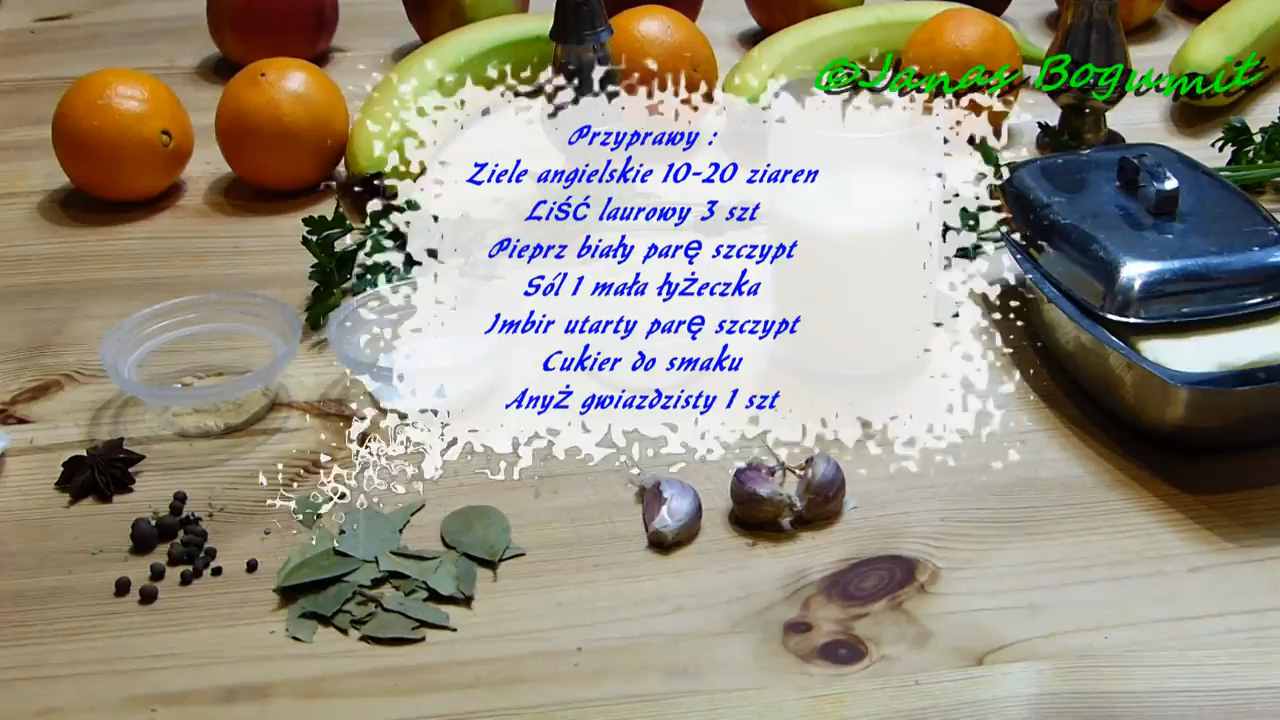 ©Janas Bogumit
Przyprawy :
Ziele angielskie 10-20 ziaren
LiŚĆ laurowy 3 szt
Pieprz biały parĘ szczypt
Sól 1 mała łyŻeczka
Imbir utarty parĘ szczypt
Cukier do smaku
AnyŻ gwiazdzisty 1 szt